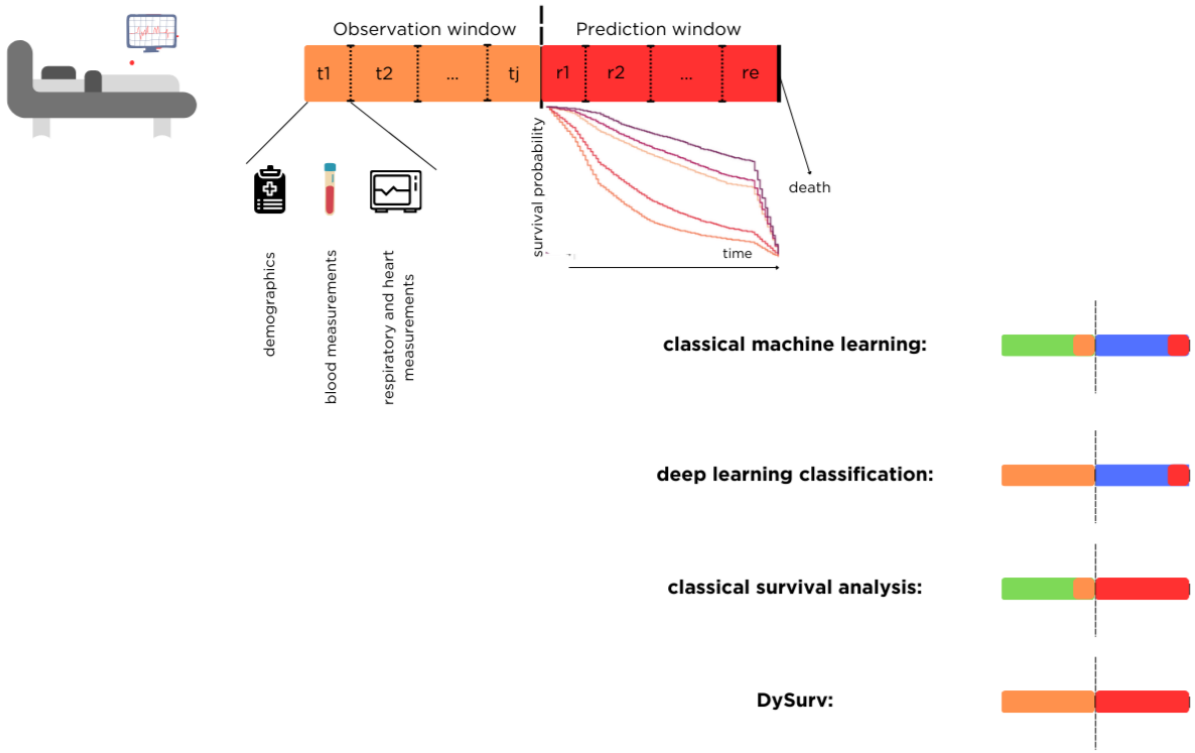 Observation window
Prediction window
t1
t2
...
tj
r1
r2
...
re
survival probability
death
time
demographics
blood measurements
respiratory and heart
measurements
classical machine learning:
deep learning classification:
classical survival analysis:
DySurv: